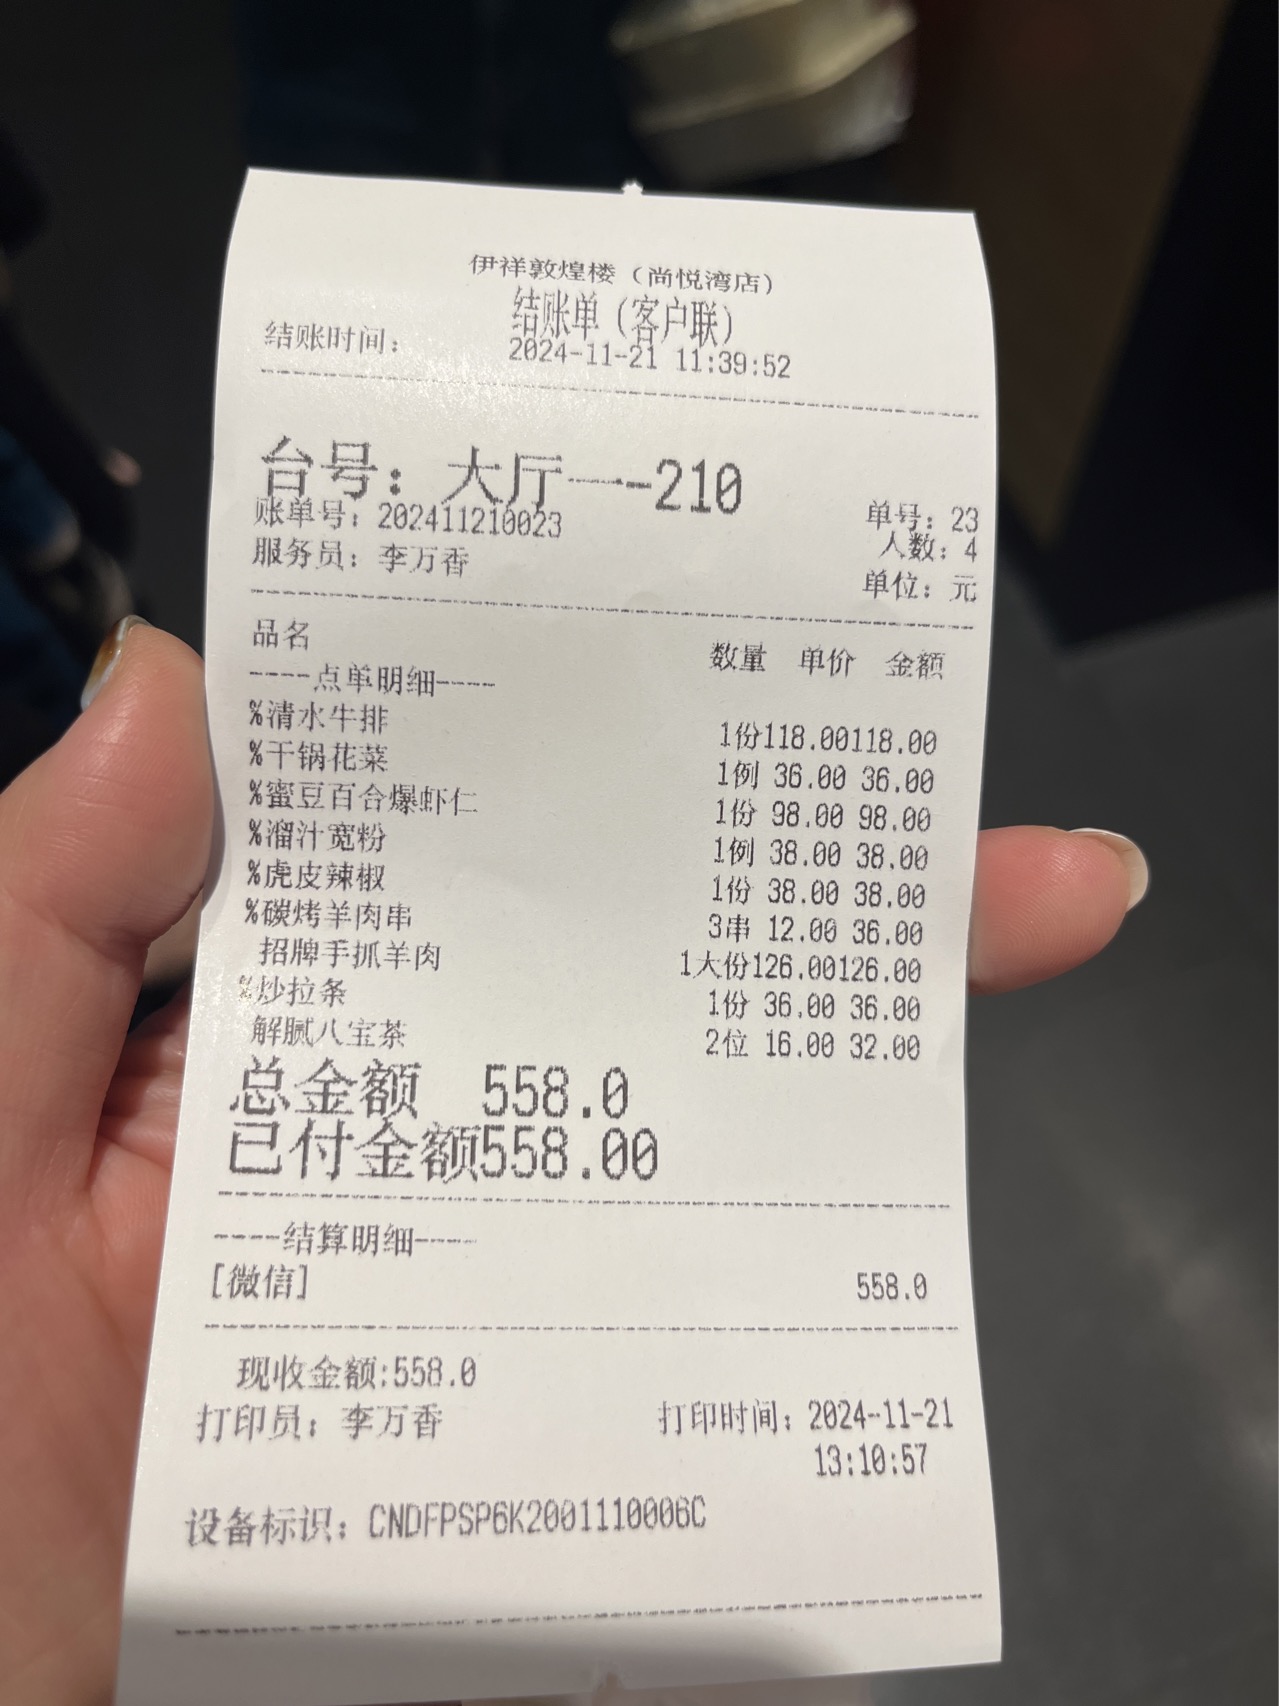 伊祥敦煌楼（尚悦湾店）
结账单（客户联）
结账时间： 2024-11-21 11:39:52
台号： 大厅一--210
账单号：202411210023 单号：23
人数：4
服务员：李万香 单位：元
品名 数量 单价 金额
----点单明细----
%清水牛排 1份118.00118.00
%干锅花菜 1例 36.00 36.00
%蜜豆百合爆虾仁 1份 98.00 98.00
%溜汁宽粉 1例 38.00 38.00
%虎皮辣椒 1份 38.00 38.00
%碳烤羊肉串 3串 12.00 36.00
招牌手抓羊肉 1大份126.00126.00
%炒拉条 1份 36.00 36.00
解腻八宝茶 2位 16.00 32.00
总金额 558.0
已付金额558.00
----结算明细----
[微信] 558.0
现收金额:558.0
打印员：李万香 打印时间：2024-11-21
13:10:57
设备标识：CNDFPSP6K2001110006C